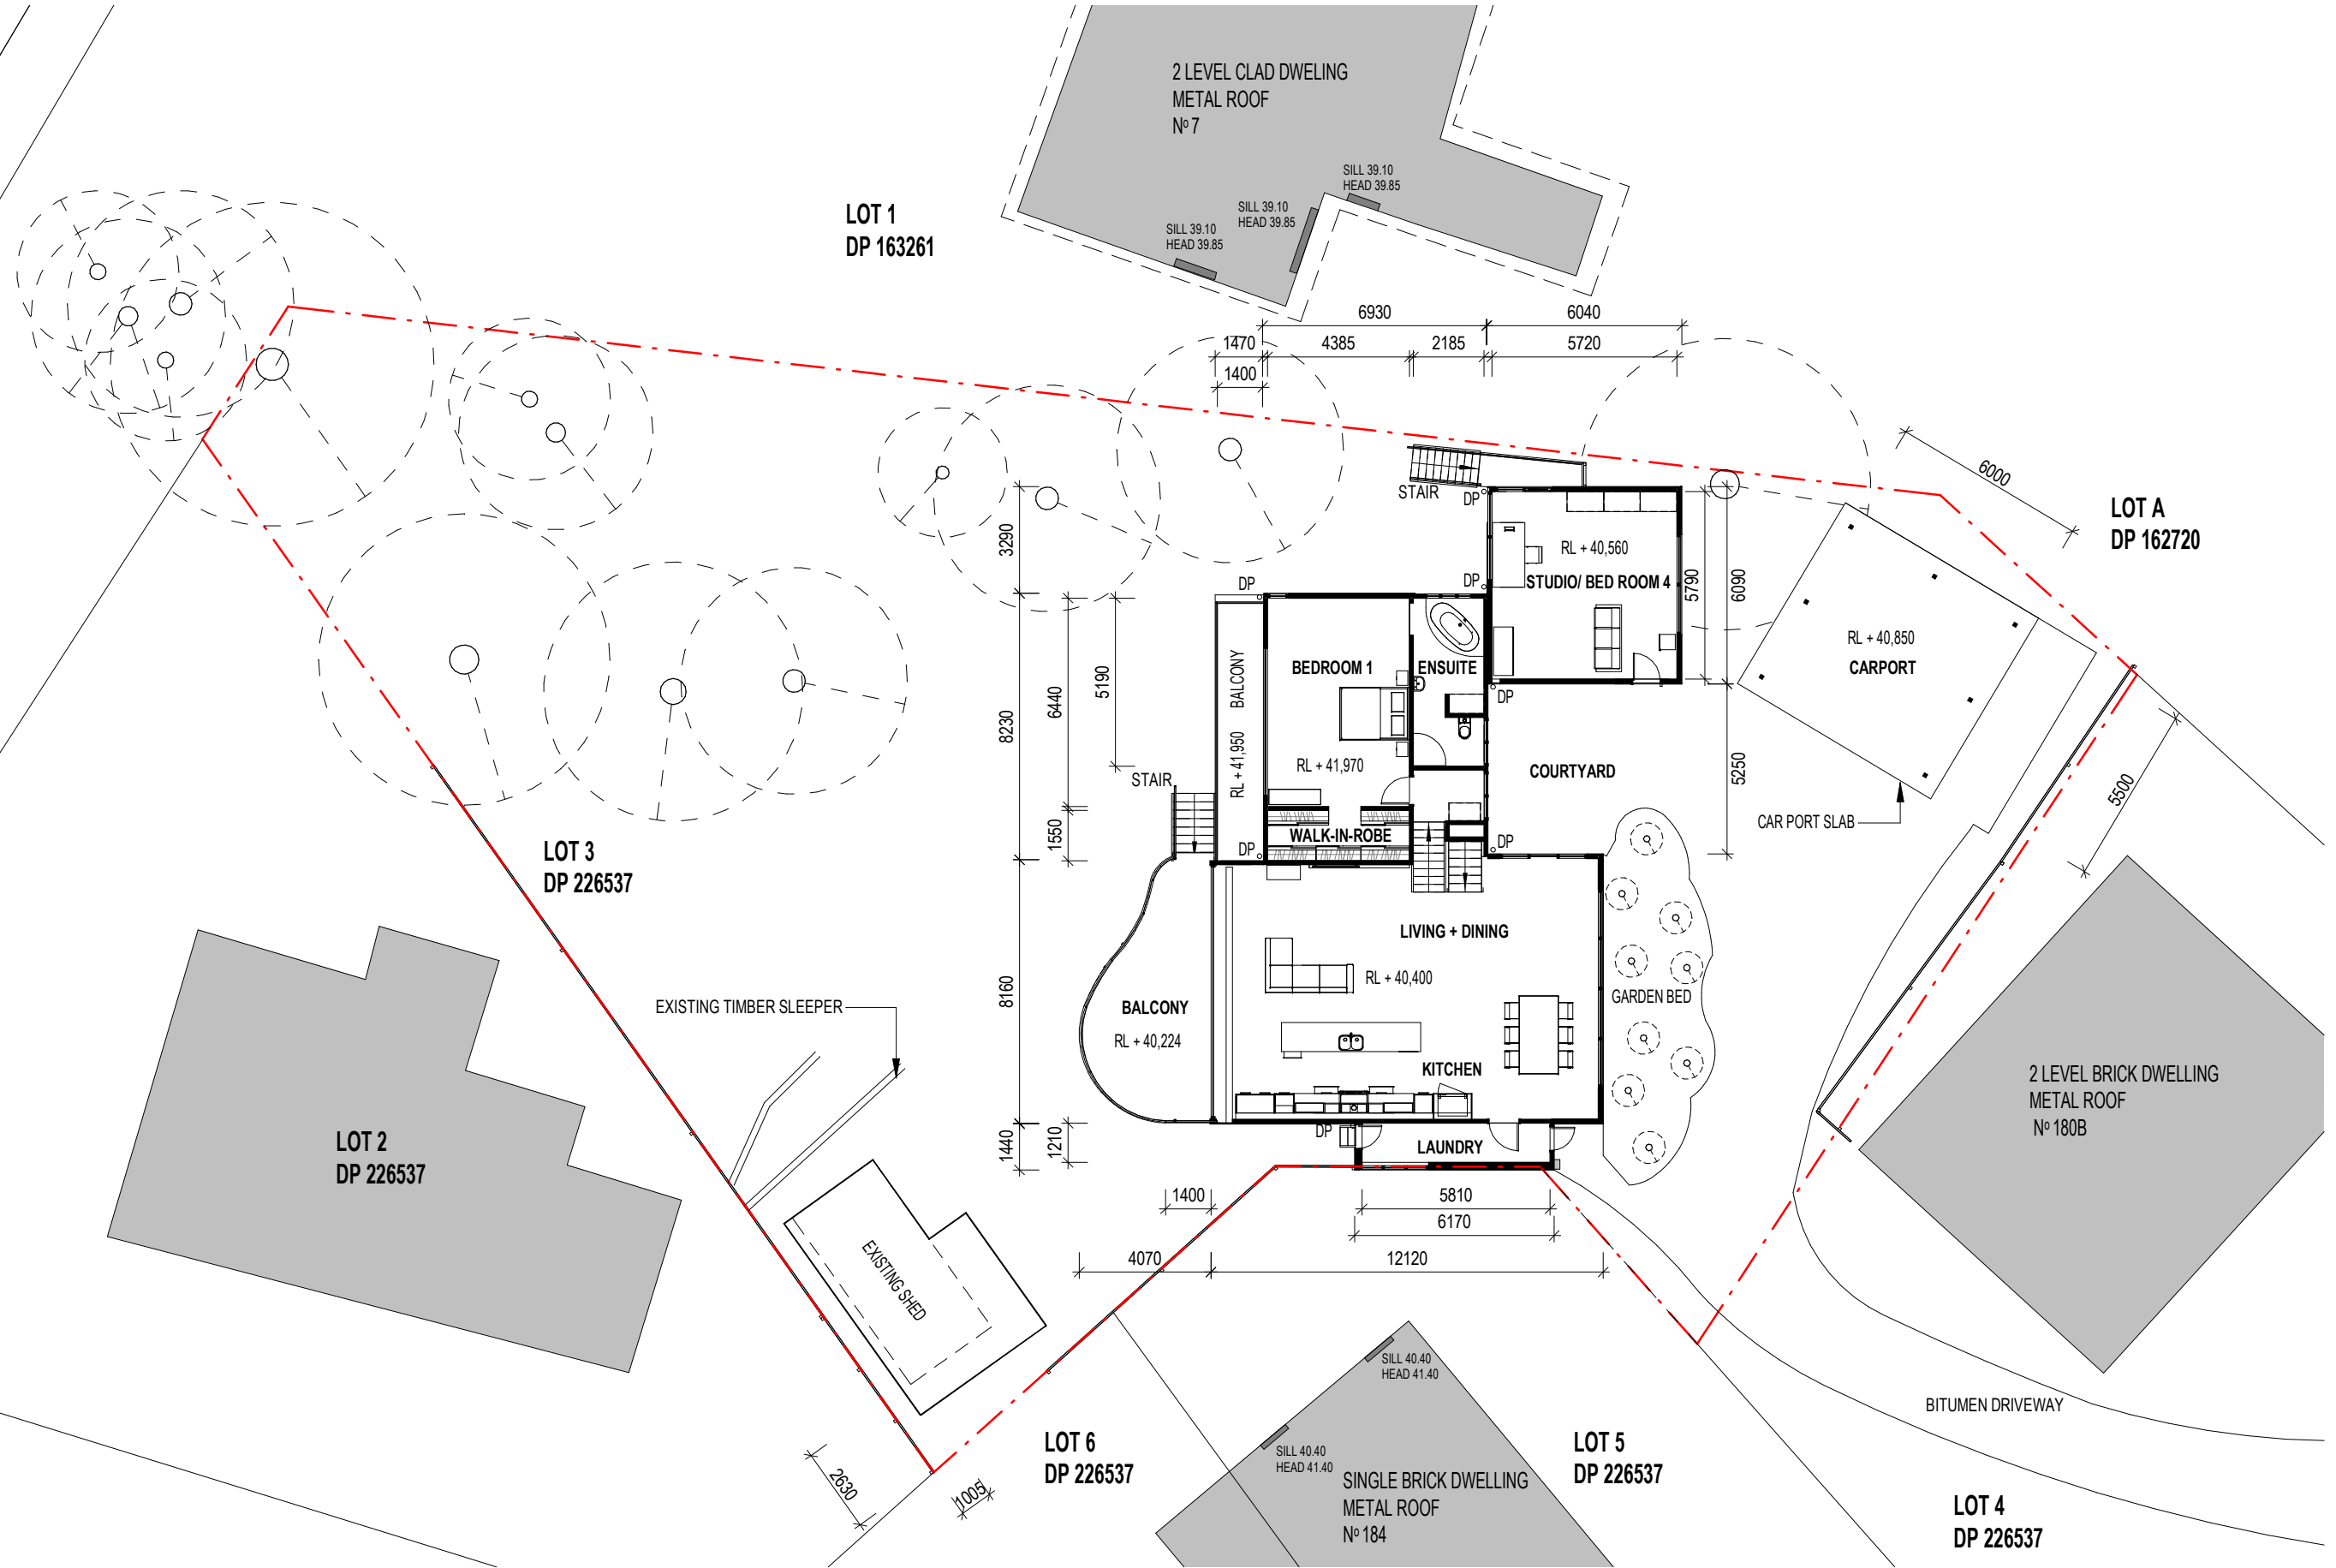 2 LEVEL CLAD DWELING
METAL ROOF
Nº 7
SILL 39.10
HEAD 39.85
SILL 39.10
HEAD 39.85
SILL 39.10
HEAD 39.85
LOT 1
DP 163261
6930
6040
1470
4385
2185
5720
1400
6000
LOT A
DP 162720
STAIR
DP
3290
RL + 40,560
STUDIO/ BED ROOM 4
DP
DP
5790
6090
RL + 40,850
CARPORT
BEDROOM 1
ENSUITE
BALCONY
RL + 41,950
5190
6440
8230
DP
RL + 41,970
COURTYARD
5250
5500
STAIR
CAR PORT SLAB
1550
WALK-IN-ROBE
DP
DP
LOT 3
DP 226537
LIVING + DINING
RL + 40,400
8160
GARDEN BED
EXISTING TIMBER SLEEPER
BALCONY
RL + 40,224
KITCHEN
2 LEVEL BRICK DWELLING
METAL ROOF
Nº 180B
LOT 2
DP 226537
1440
1210
DP
LAUNDRY
1400
5810
6170
4070
12120
EXISTING SHED
SILL 40.40
HEAD 41.40
BITUMEN DRIVEWAY
LOT 6
DP 226537
SILL 40.40
HEAD 41.40
LOT 5
DP 226537
2630
1005
SINGLE BRICK DWELLING
METAL ROOF
Nº 184
LOT 4
DP 226537